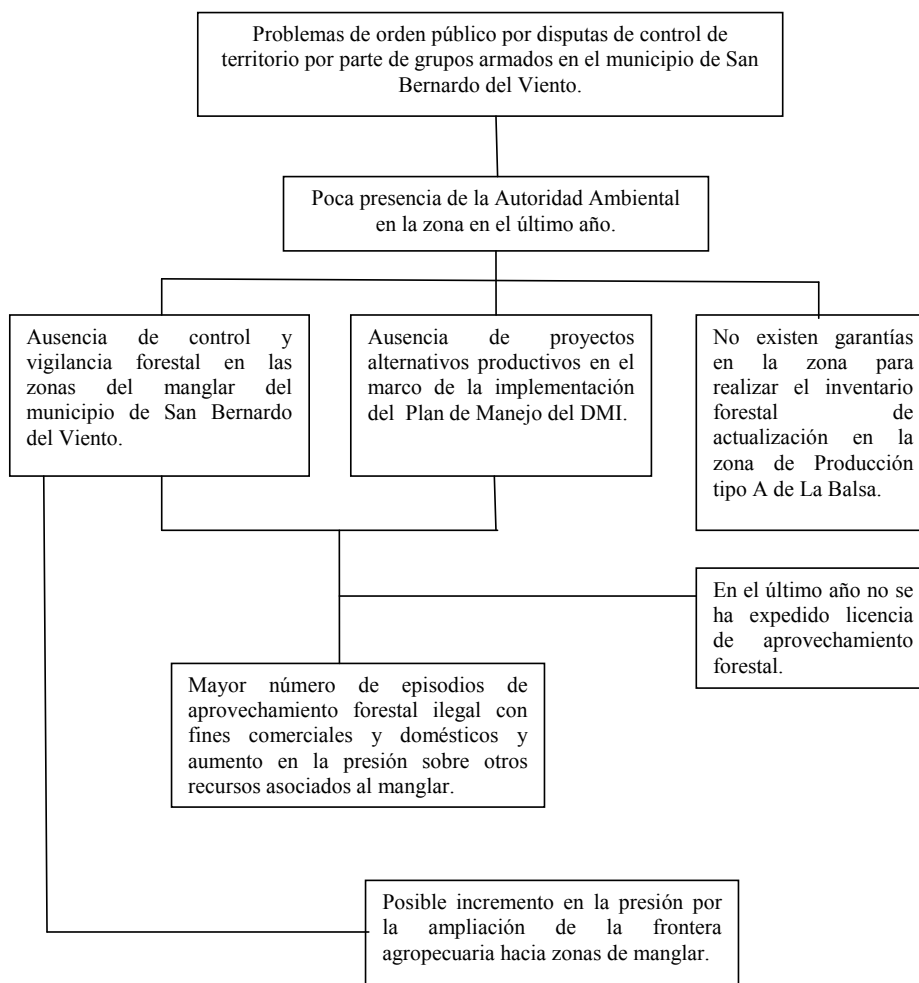 Problemas de orden público por disputas de control de
territorio por parte de grupos armados en el municipio de San
Bernardo del Viento.
Poca presencia de la Autoridad Ambiental
en la zona en el último año.
Ausencia de control y
vigilancia forestal en las
zonas del manglar del
municipio de San Bernardo
del Viento.
Ausencia de proyectos
alternativos productivos en el
marco de la implementación
del Plan de Manejo del DMI.
No existen garantías
en la zona para
realizar el inventario
forestal de
actualización en la
zona de Producción
tipo A de La Balsa.
En el último año no se
ha expedido licencia
de aprovechamiento
forestal.
Mayor número de episodios de
aprovechamiento forestal ilegal con
fines comerciales y domésticos y
aumento en la presión sobre otros
recursos asociados al manglar.
Posible incremento en la presión por
la ampliación de la frontera
agropecuaria hacia zonas de manglar.